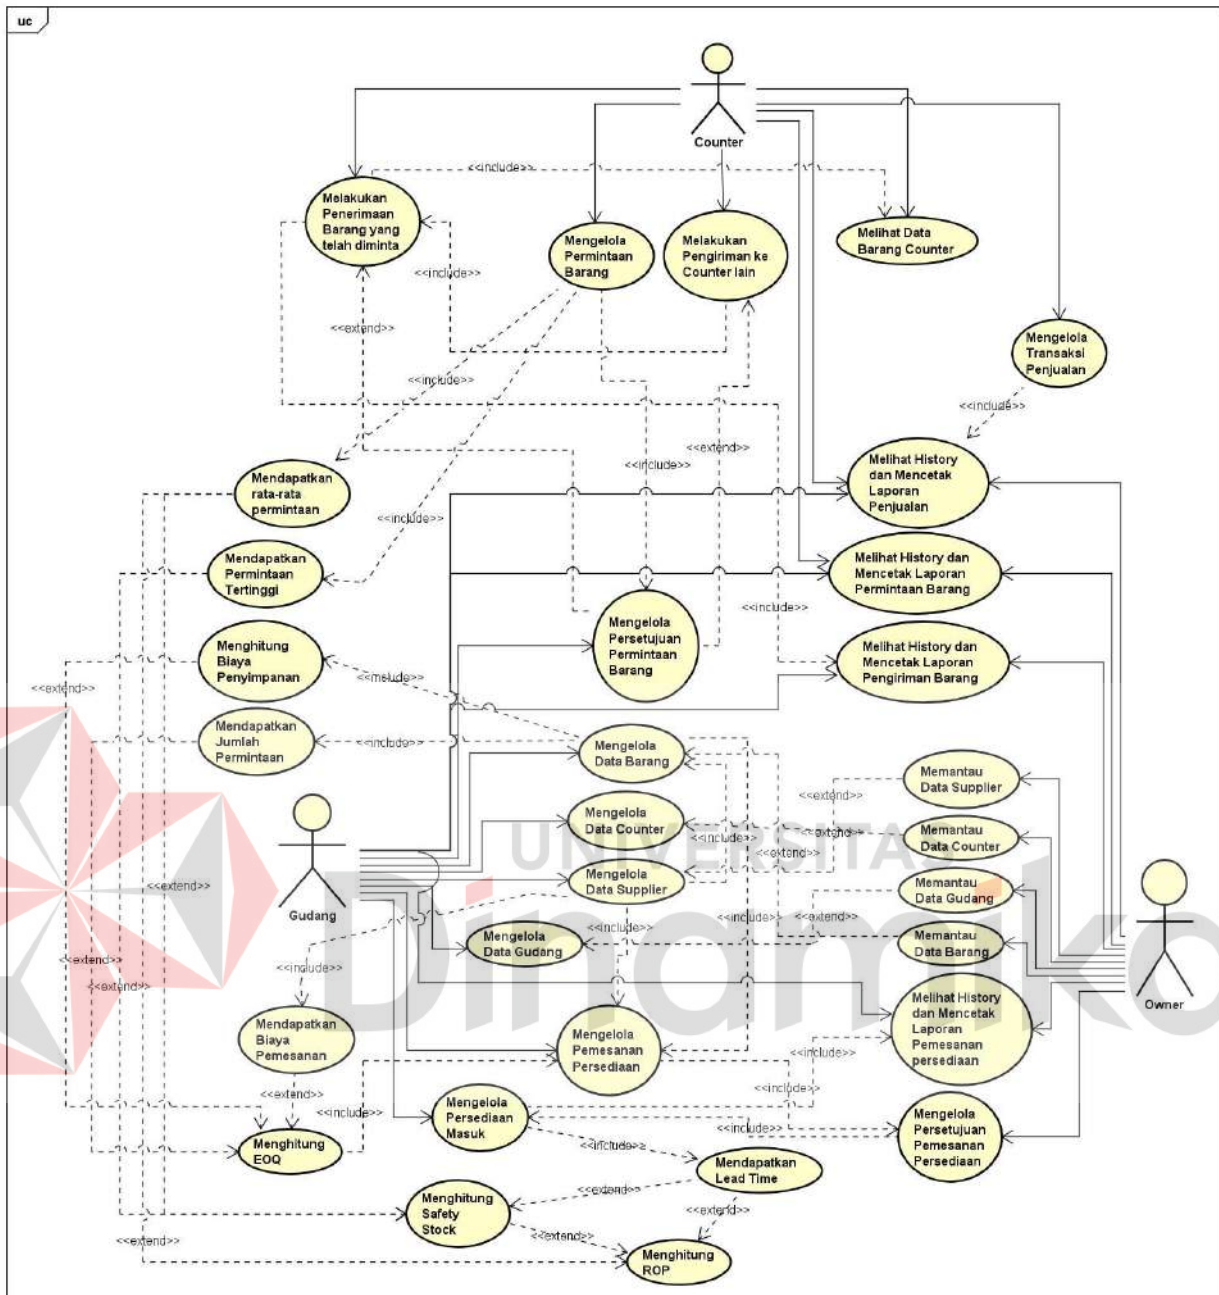 uc
Counter
<<include>>
Melakukan
Penerimaan
Barang yang
telah diminta
Mengelola
Permintaan
Barang
Melakukan
Pengiriman ke
Counter lain
Melihat Data
Barang Counter
<<include>>
<<extend>>
Mengelola
Transaksi
Penjualan
<<include>>
<<include>>
<<extend>>
<<include>>
Mendapatkan
rata-rata
permintaan
Melihat History
dan Mencetak
Laporan
Penjualan
<<include>>
Mendapatkan
Permintaan
Tertinggi
Melihat History dan
Mencetak Laporan
Permintaan Barang
<<include>>
Mengelola
Persetujuan
Permintaan
Barang
Menghitung
Biaya
Penyimpanan
Melihat History dan
Mencetak Laporan
Pengiriman Barang
<<extend>>
<<include>>
Mendapatkan
Jumlah
Permintaan
<<include>>
Mengelola
Data Barang
Memantau
Data Supplier
<<extend>>
Mengelola
Data Counter
UNIVERSITAS
<<include>>
<<extend>>
<<extend>>
Memantau
Data Counter
Gudang
<<extend>>
Mengelola
Data Supplier
Memantau
Data Gudang
Dinamika
<<include>>
<<include>>
<<extend>>
Mengelola
Data Gudang
Memantau
Data Barang
<<extend>>
<<include>>
<<extend>>
Owner
Mendapatkan
Biaya
Pemesanan
Mengelola
Pemesanan
Persediaan
Melihat History
dan Mencetak
Laporan
Pemesanan
persediaan
<<include>>
<<extend>>
<<include>>
<<include>>
Mengelola
Persediaan
Masuk
<<include>>
Mengelola
Persetujuan
Pemesanan
Persediaan
Menghitung
EOQ
<<include>>
Mendapatkan
Lead Time
<<extend>>
Menghitung
Safety
Stock
<<extend>>
<<extend>>
<<extend>>
Menghitung
ROP